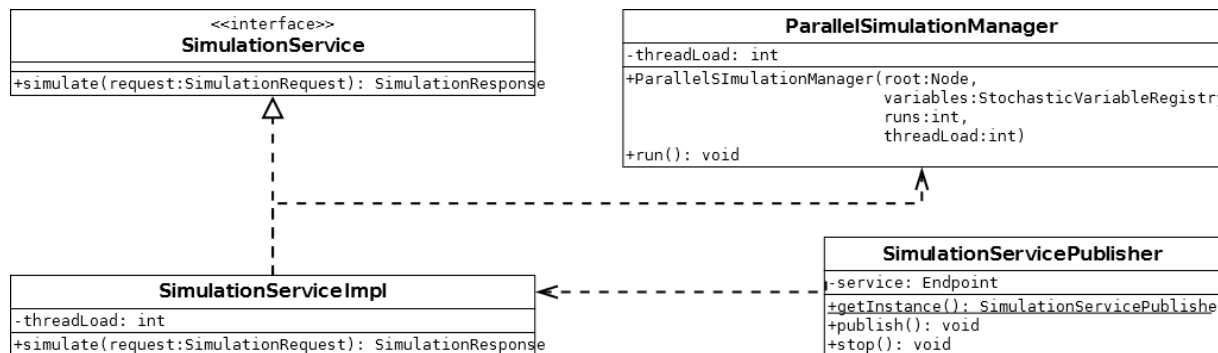 <<interface>>
SimulationService
+simulate(request:SimulationRequest): SimulationResponse
ParallelSimulationManager
-threadLoad: int
+ParallelSImulationManager(root:Node,
variables:StochasticVariableRegistry
runs:int,
threadLoad:int)
+run(): void
SimulationServiceImpl
-threadLoad: int
+simulate(request:SimulationRequest): SimulationResponse
SimulationServicePublisher
-service: Endpoint
+getInstance(): SimulationServicePublishe
+publish(): void
+stop(): void